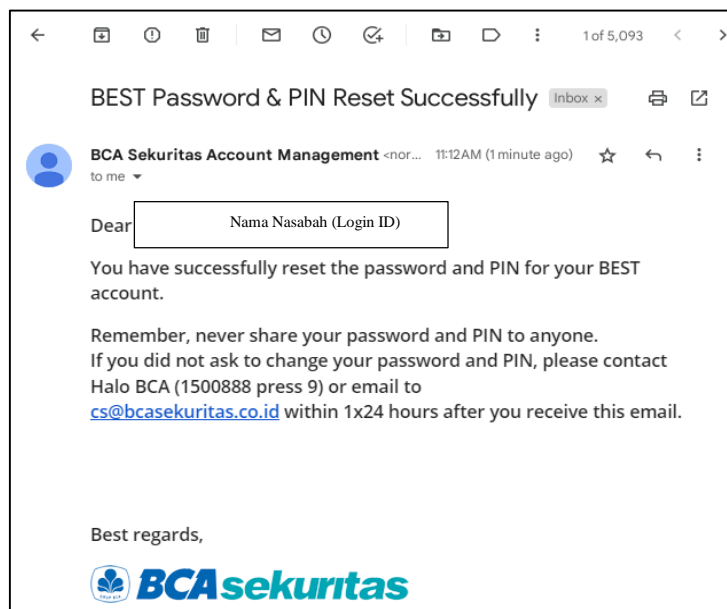 1 of 5,093
BEST Password & PIN Reset Successfully Inbox ×
BCA Sekuritas Account Management <nor... 11:12AM (1 minute ago)
to me
Dear Nama Nasabah (Login ID)
You have successfully reset the password and PIN for your BEST
account.
Remember, never share your password and PIN to anyone.
If you did not ask to change your password and PIN, please contact
Halo BCA (1500888 press 9) or email to
cs@bcasekuritas.co.id within 1x24 hours after you receive this email.
Best regards,
BCA sekuritas